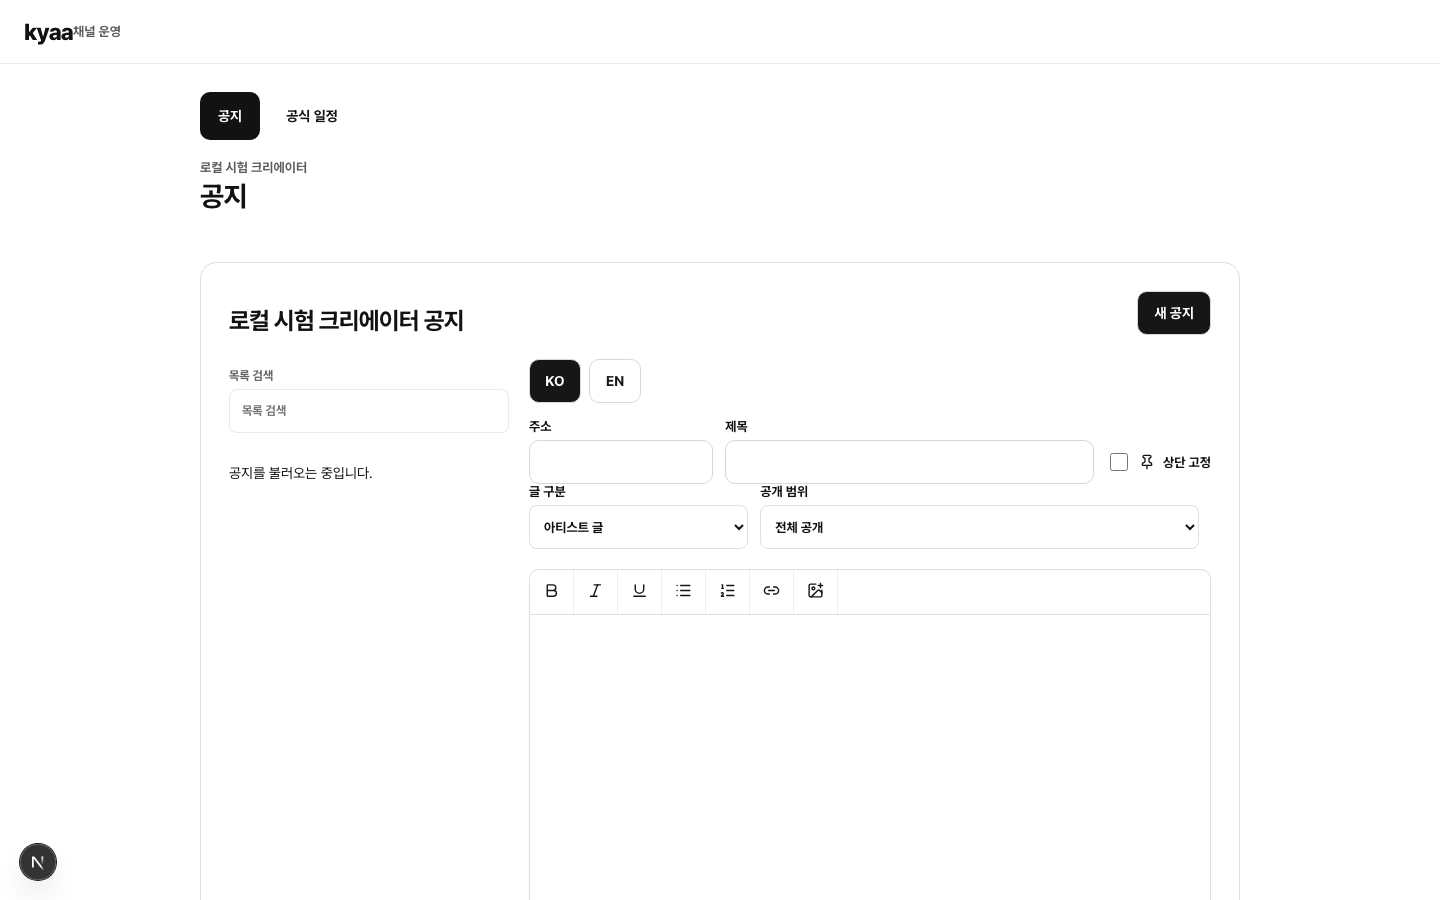 kyaa채널 운영
공지
공식 일정
로컬 시험 크리에이터
공지
로컬 시험 크리에이터 공지
새 공지
목록 검색
목록 검색
공지를 불러오는 중입니다.
KO
EN
주소
제목
상단 고정
글 구분
공개 범위
아티스트 글
전체 공개
B
I
U
N